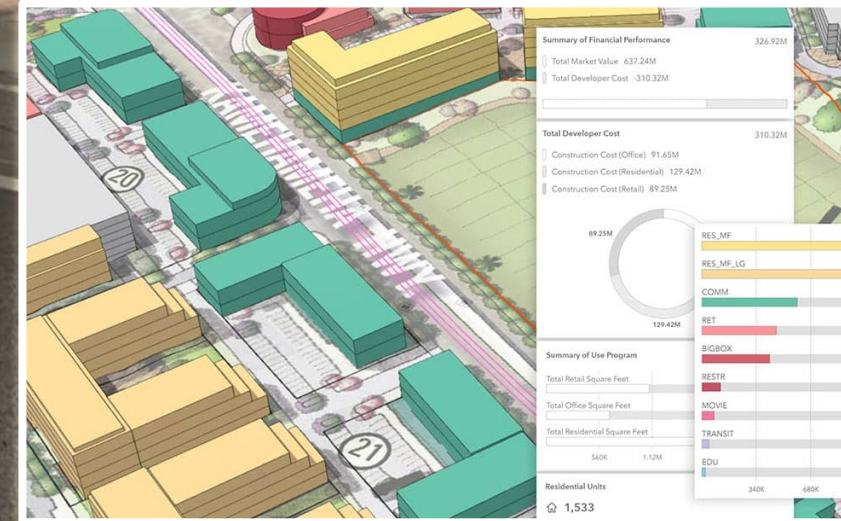 20
21
Summary of Financial Performance 326.92M
Total Market Value 637.24M
Total Developer Cost -310.32M
Total Developer Cost 310.32M
Construction Cost (Office) 91.65M
Construction Cost (Residential) 129.42M
Construction Cost (Retail) 89.25M
89.25M
129.42M
Summary of Use Program
Total Retail Square Feet
Total Office Square Feet
Total Residential Square Feet
560K 1.12M
Residential Units
1,533
RES_MF
RES_MF_LG
COMM
RET
BIGBOX
RESTR
MOVIE
TRANSIT
EDU
340K 680K